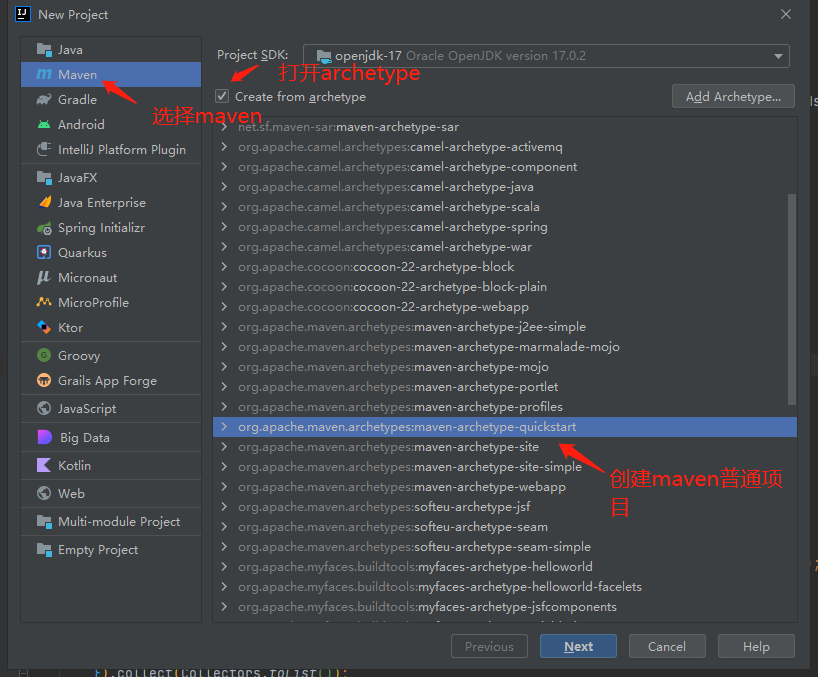 New Project
Java
Maven
Gradle
Android
IntelliJ Platform Plugin
JavaFX
Java Enterprise
Spring Initializr
Quarkus
Micronaut
MicroProfile
Ktor
Groovy
Grails App Forge
JavaScript
Big Data
Kotlin
Web
Multi-module Project
Empty Project
选择maven
Project SDK: openjdk-17 Oracle OpenJDK version 17.0.2
打开archetype
Create from archetype
Add Archetype...
net.sf.maven-sar:maven-archetype-sar
org.apache.camel.archetypes:camel-archetype-activemq
org.apache.camel.archetypes:camel-archetype-component
org.apache.camel.archetypes:camel-archetype-java
org.apache.camel.archetypes:camel-archetype-scala
org.apache.camel.archetypes:camel-archetype-spring
org.apache.camel.archetypes:camel-archetype-war
org.apache.cocoon:cocoon-22-archetype-block
org.apache.cocoon:cocoon-22-archetype-block-plain
org.apache.cocoon:cocoon-22-archetype-webapp
org.apache.maven.archetypes:maven-archetype-j2ee-simple
org.apache.maven.archetypes:maven-archetype-marmalade-mojo
org.apache.maven.archetypes:maven-archetype-mojo
org.apache.maven.archetypes:maven-archetype-portlet
org.apache.maven.archetypes:maven-archetype-profiles
org.apache.maven.archetypes:maven-archetype-quickstart
org.apache.maven.archetypes:maven-archetype-site
org.apache.maven.archetypes:maven-archetype-site-simple
org.apache.maven.archetypes:maven-archetype-webapp
创建maven普通项
目
org.apache.maven.archetypes:softeu-archetype-jsf
org.apache.maven.archetypes:softeu-archetype-seam
org.apache.maven.archetypes:softeu-archetype-seam-simple
org.apache.myfaces.buildtools:myfaces-archetype-helloworld
org.apache.myfaces.buildtools:myfaces-archetype-helloworld-facelets
org.apache.myfaces.buildtools:myfaces-archetype-jsfcomponents
Previous
Next
Cancel
Help
}).collect(Collectors.toList());